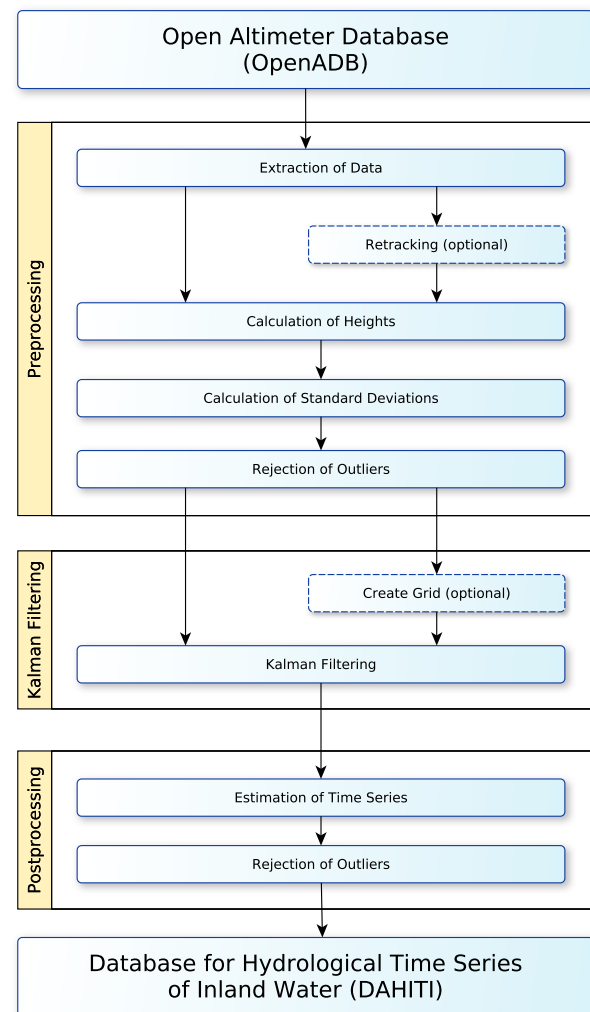 Open Altimeter Database
(OpenADB)
Preprocessing
Extraction of Data
Retracking (optional)
Calculation of Heights
Calculation of Standard Deviations
Rejection of Outliers
Kalman Filtering
Create Grid (optional)
Kalman Filtering
Postprocessing
Estimation of Time Series
Rejection of Outliers
Database for Hydrological Time Series
of Inland Water (DAHITI)